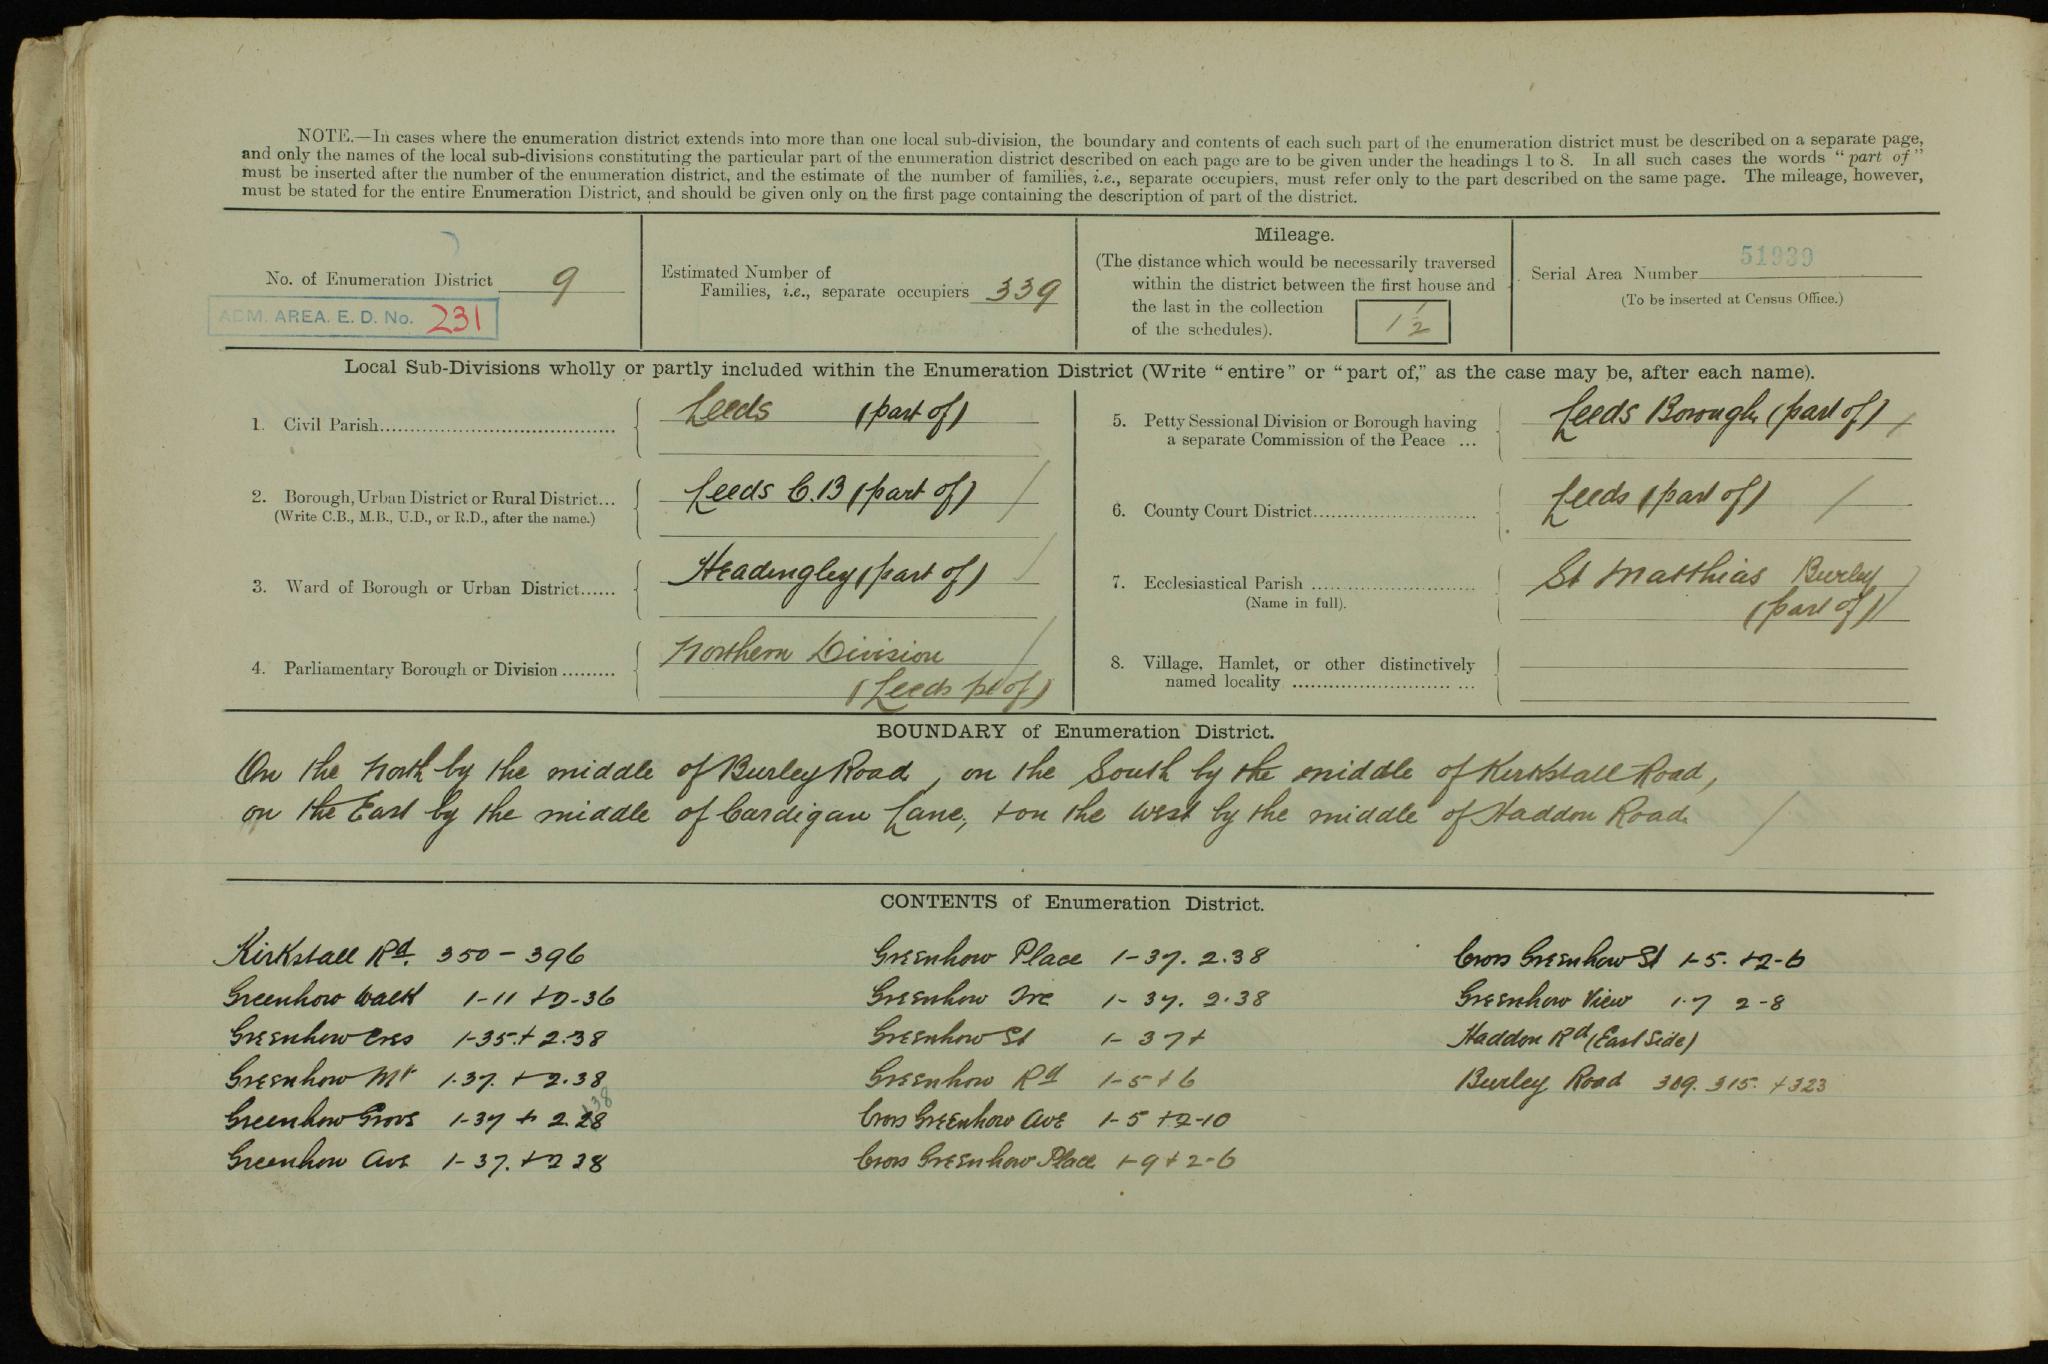 NOTE.—In cases where the enumeration district extends into more than one local sub-division, the boundary and contents of each such part of the enumeration district must be described on a separate page,
and only the names of the local sub-divisions constituting the particular part of the enumeration district described on each page are to be given under the headings 1 to 8. In all such cases the words "part of"
must be inserted after the number of the enumeration district, and the estimate of the number of families, i.e., separate occupiers, must refer only to the part described on the same page. The mileage, however,
must be stated for the entire Enumeration District, and should be given only on the first page containing the description of part of the district.
No. of Enumeration District 9
ADM. AREA. E. D. No. 231
Estimated Number of
Families, i.e., separate occupiers 339
Mileage.
(The distance which would be necessarily traversed
within the district between the first house and
the last in the collection
of the schedules). 1 1/2
Serial Area Number 51939
(To be inserted at Census Office.)
Local Sub-Divisions wholly or partly included within the Enumeration District (Write "entire" or "part of," as the case may be, after each name).
1. Civil Parish Leeds (part of)
2. Borough, Urban District or Rural District... Leeds C.B (part of)
(Write C.B., M.B., U.D., or R.D., after the name.)
3. Ward of Borough or Urban District...... Headingley (part of)
4. Parliamentary Borough or Division ......... Northern Division
(Leeds pt of)
5. Petty Sessional Division or Borough having
a separate Commission of the Peace ... Leeds Borough (part of)
6. County Court District Leeds (part of)
7. Ecclesiastical Parish St Matthias Burley
(Name in full). (part of)
8. Village, Hamlet, or other distinctively
named locality
BOUNDARY of Enumeration District.
On the North by the middle of Burley Road, on the South by the middle of Kirkstall Road,
on the East by the middle of Cardigan Lane, + on the West by the middle of Haddon Road.
CONTENTS of Enumeration District.
Kirkstall Rd. 350-396
Greenhow Walk 1-11 + 2-36
Greenhow Cres 1-35. + 2.38
Greenhow Mt 1.37. + 2.38
Greenhow Grove 1-37 + 2.28 138
Greenhow Ave 1-37. + 2 38
Greenhow Place 1-37. 2.38
Greenhow Tre 1-37. 2.38
Greenhow St 1-37+
Greenhow Rd 1-5+6
Cross Greenhow Ave 1-5 + 2-10
Cross Greenhow Place 1-9 + 2-6
Cross Greenhow St 1-5. + 2-6
Greenhow View 1.7 2-8
Haddon Rd (East Side)
Burley Road 309. 315. + 323